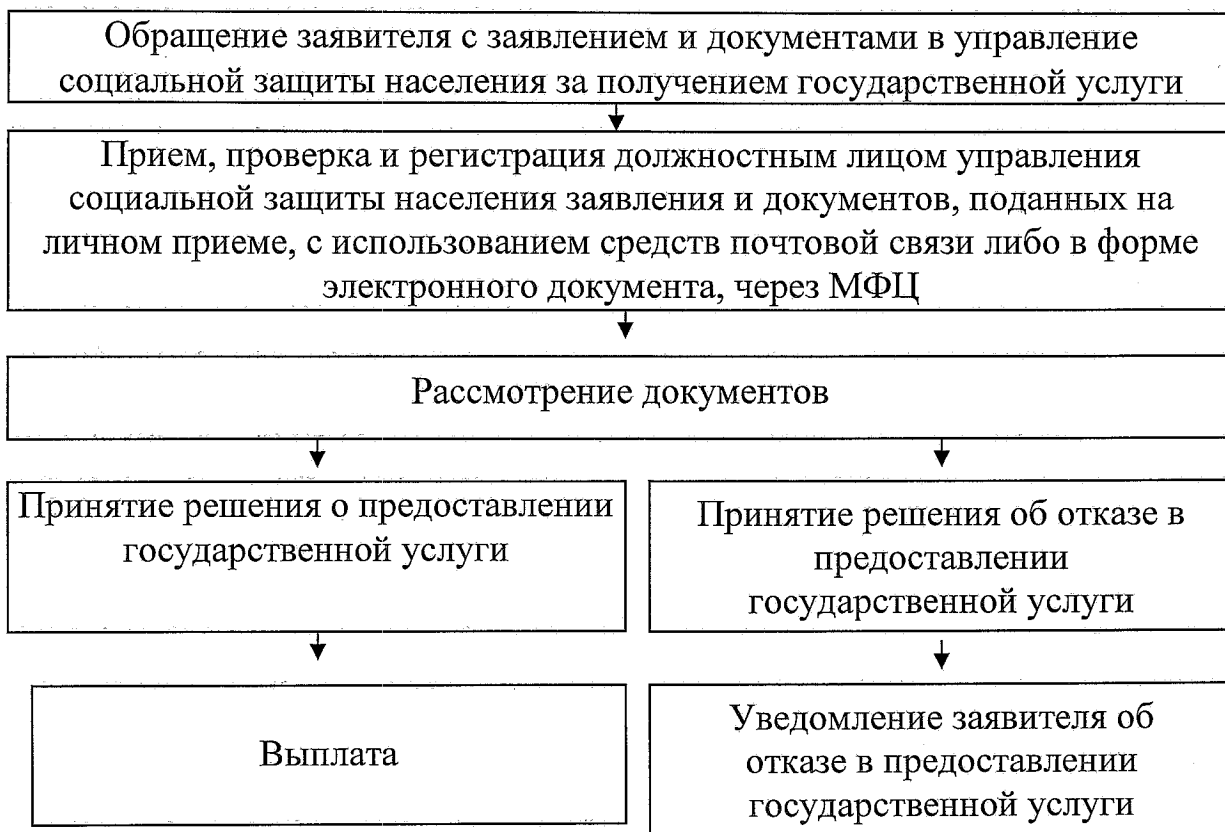 Обращение заявителя с заявлением и документами в управление
социальной защиты населения за получением государственной услуги
Прием, проверка и регистрация должностным лицом управления
социальной защиты населения заявления и документов, поданных на
личном приеме, с использованием средств почтовой связи либо в форме
электронного документа, через МФЦ
Рассмотрение документов
Принятие решения о предоставлении
государственной услуги
Принятие решения об отказе в
предоставлении
государственной услуги
Выплата
Уведомление заявителя об
отказе в предоставлении
государственной услуги